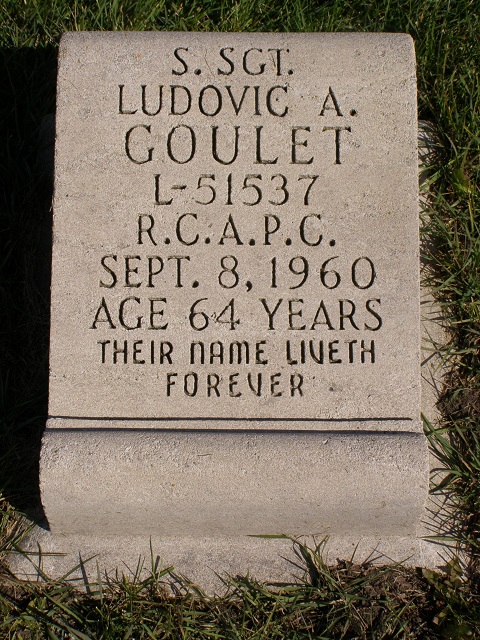 S. SGT.
LUDOVIC A.
GOULET
L-51537
R.C.A.P.C.
SEPT. 8, 1960
AGE 64 YEARS
THEIR NAME LIVETH
FOREVER